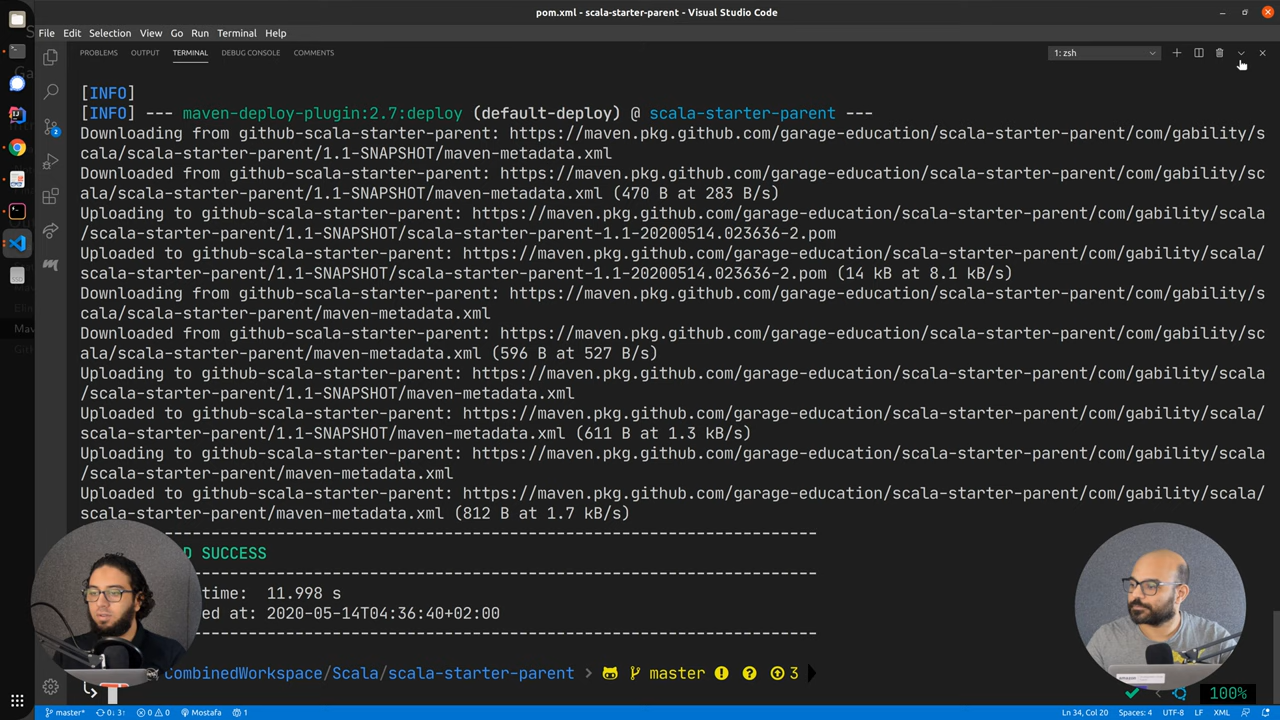 pom.xml - scala-starter-parent - Visual Studio Code
File Edit Selection View Go Run Terminal Help
PROBLEMS OUTPUT TERMINAL DEBUG CONSOLE COMMENTS 1: zsh
[INFO]
[INFO] --- maven-deploy-plugin:2.7:deploy (default-deploy) @ scala-starter-parent ---
Downloading from github-scala-starter-parent: https://maven.pkg.github.com/garage-education/scala-starter-parent/com/gability/s
cala/scala-starter-parent/1.1-SNAPSHOT/maven-metadata.xml
Downloaded from github-scala-starter-parent: https://maven.pkg.github.com/garage-education/scala-starter-parent/com/gability/sc
ala/scala-starter-parent/1.1-SNAPSHOT/maven-metadata.xml (470 B at 283 B/s)
Uploading to github-scala-starter-parent: https://maven.pkg.github.com/garage-education/scala-starter-parent/com/gability/scala
/scala-starter-parent/1.1-SNAPSHOT/scala-starter-parent-1.1-20200514.023636-2.pom
Uploaded to github-scala-starter-parent: https://maven.pkg.github.com/garage-education/scala-starter-parent/com/gability/scala/
scala-starter-parent/1.1-SNAPSHOT/scala-starter-parent-1.1-20200514.023636-2.pom (14 kB at 8.1 kB/s)
Downloading from github-scala-starter-parent: https://maven.pkg.github.com/garage-education/scala-starter-parent/com/gability/s
cala/scala-starter-parent/maven-metadata.xml
Downloaded from github-scala-starter-parent: https://maven.pkg.github.com/garage-education/scala-starter-parent/com/gability/sc
ala/scala-starter-parent/maven-metadata.xml (596 B at 527 B/s)
Uploading to github-scala-starter-parent: https://maven.pkg.github.com/garage-education/scala-starter-parent/com/gability/scala
/scala-starter-parent/1.1-SNAPSHOT/maven-metadata.xml
Uploaded to github-scala-starter-parent: https://maven.pkg.github.com/garage-education/scala-starter-parent/com/gability/scala/
scala-starter-parent/1.1-SNAPSHOT/maven-metadata.xml (611 B at 1.3 kB/s)
Uploading to github-scala-starter-parent: https://maven.pkg.github.com/garage-education/scala-starter-parent/com/gability/scala
/scala-starter-parent/maven-metadata.xml
Uploaded to github-scala-starter-parent: https://maven.pkg.github.com/garage-education/scala-starter-parent/com/gability/scala/
scala-starter-parent/maven-metadata.xml (812 B at 1.7 kB/s)
D SUCCESS
time: 11.998 s
ed at: 2020-05-14T04:36:40+02:00
CombinedWorkspace/Scala/scala-starter-parent > master ! ? 3
100%
master* 0↓ 3↑ 0 0 Mostafa 1 Ln 34, Col 20 Spaces: 4 UTF-8 LF XML